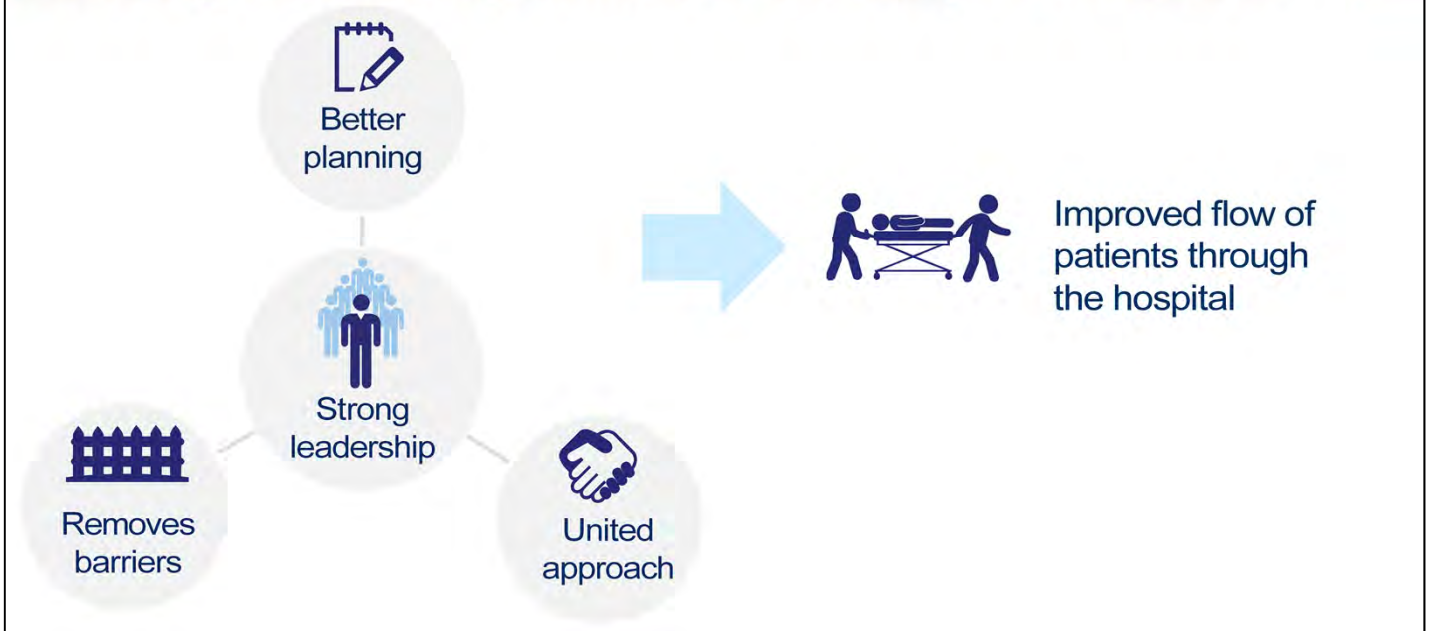 Better
planning
Strong
leadership
Removes
barriers
United
approach
Improved flow of
patients through
the hospital